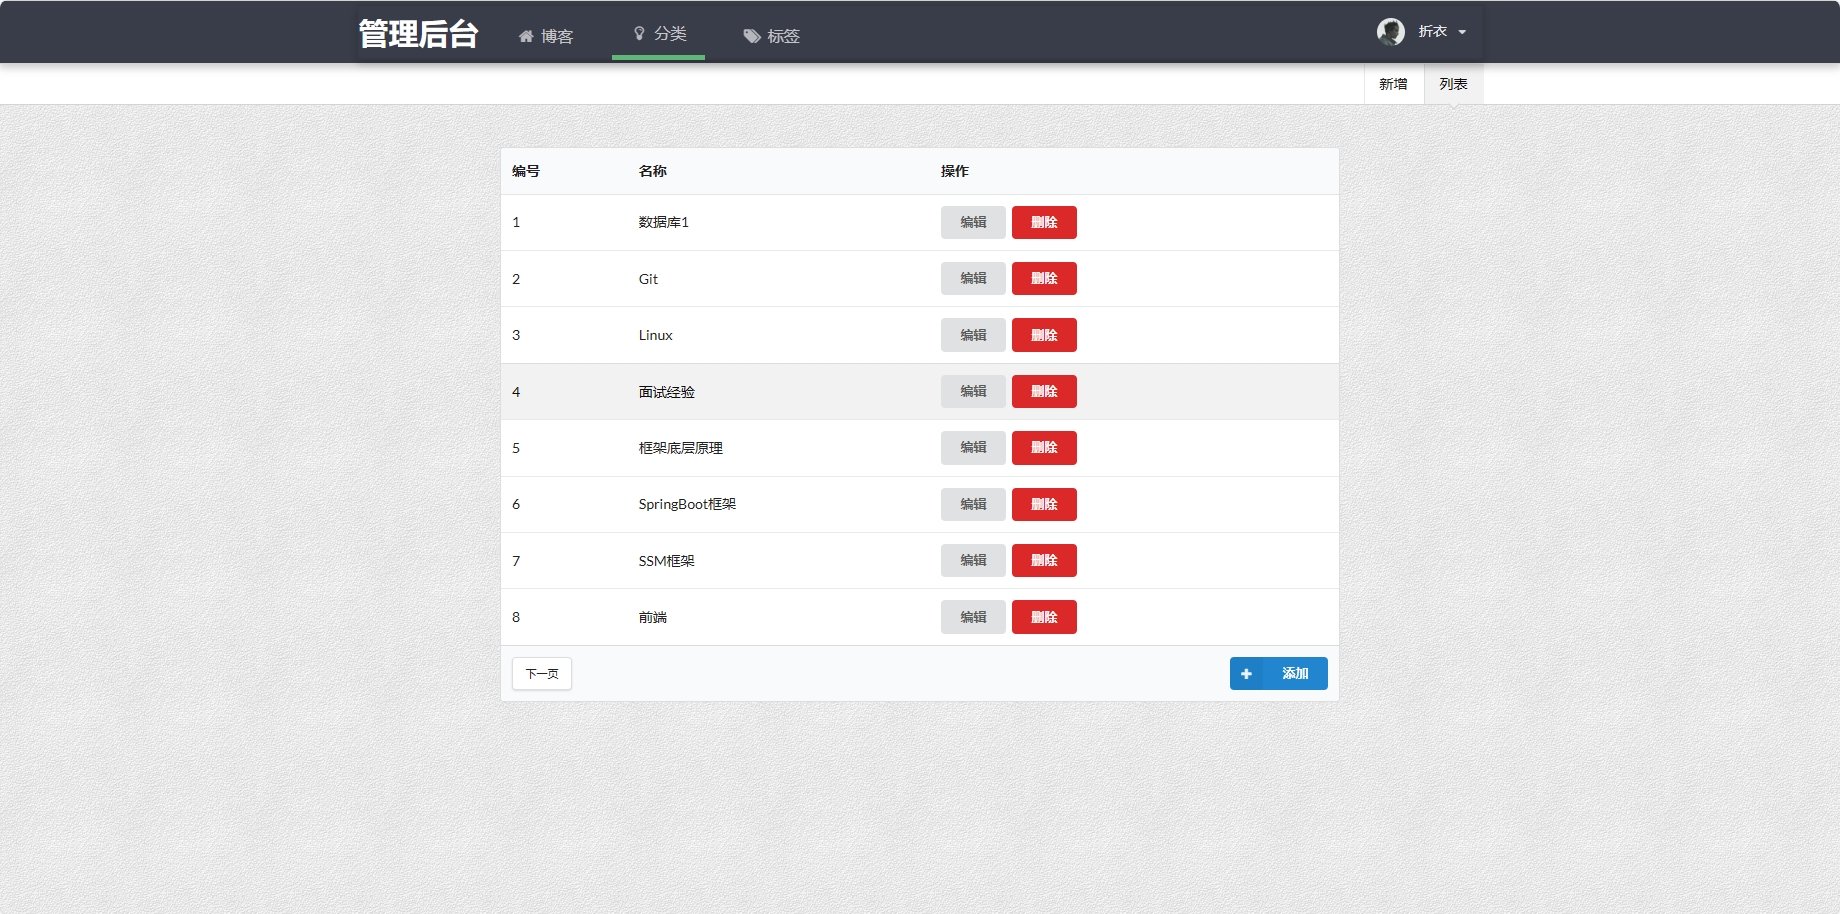 管理后台 博客 分类 标签 折衣
新增 列表
编号 名称 操作
1 数据库1 编辑 删除
2 Git 编辑 删除
3 Linux 编辑 删除
4 面试经验 编辑 删除
5 框架底层原理 编辑 删除
6 SpringBoot框架 编辑 删除
7 SSM框架 编辑 删除
8 前端 编辑 删除
下一页 添加